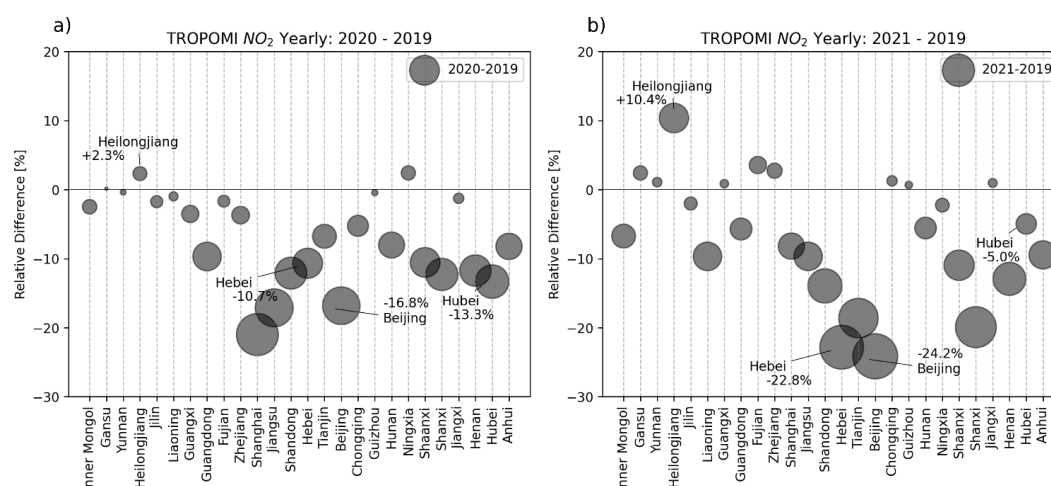 a)
TROPOMI NO2 Yearly: 2020 - 2019
20
10
0
−10
−20
−30
Relative Difference [%]
2020-2019
Heilongjiang
+2.3%
Hebei
-10.7%
-16.8%
Beijing
Hubei
-13.3%
nner Mongol
Gansu
Yunnan
Heilongjiang
Jilin
Liaoning
Guangxi
Guangdong
Fujian
Zhejiang
Shanghai
Jiangsu
Shandong
Hebei
Tianjin
Beijing
Chongqing
Guizhou
Hunan
Ningxia
Shaanxi
Shanxi
Jiangxi
Henan
Hubei
Anhui
b)
TROPOMI NO2 Yearly: 2021 - 2019
20
10
0
−10
−20
−30
Relative Difference [%]
2021-2019
Heilongjiang
+10.4%
Hubei
-5.0%
Hebei
-22.8%
-24.2%
Beijing
nner Mongol
Gansu
Yunnan
Heilongjiang
Jilin
Liaoning
Guangxi
Guangdong
Fujian
Zhejiang
Shanghai
Jiangsu
Shandong
Hebei
Tianjin
Beijing
Chongqing
Guizhou
Hunan
Ningxia
Shaanxi
Shanxi
Jiangxi
Henan
Hubei
Anhui